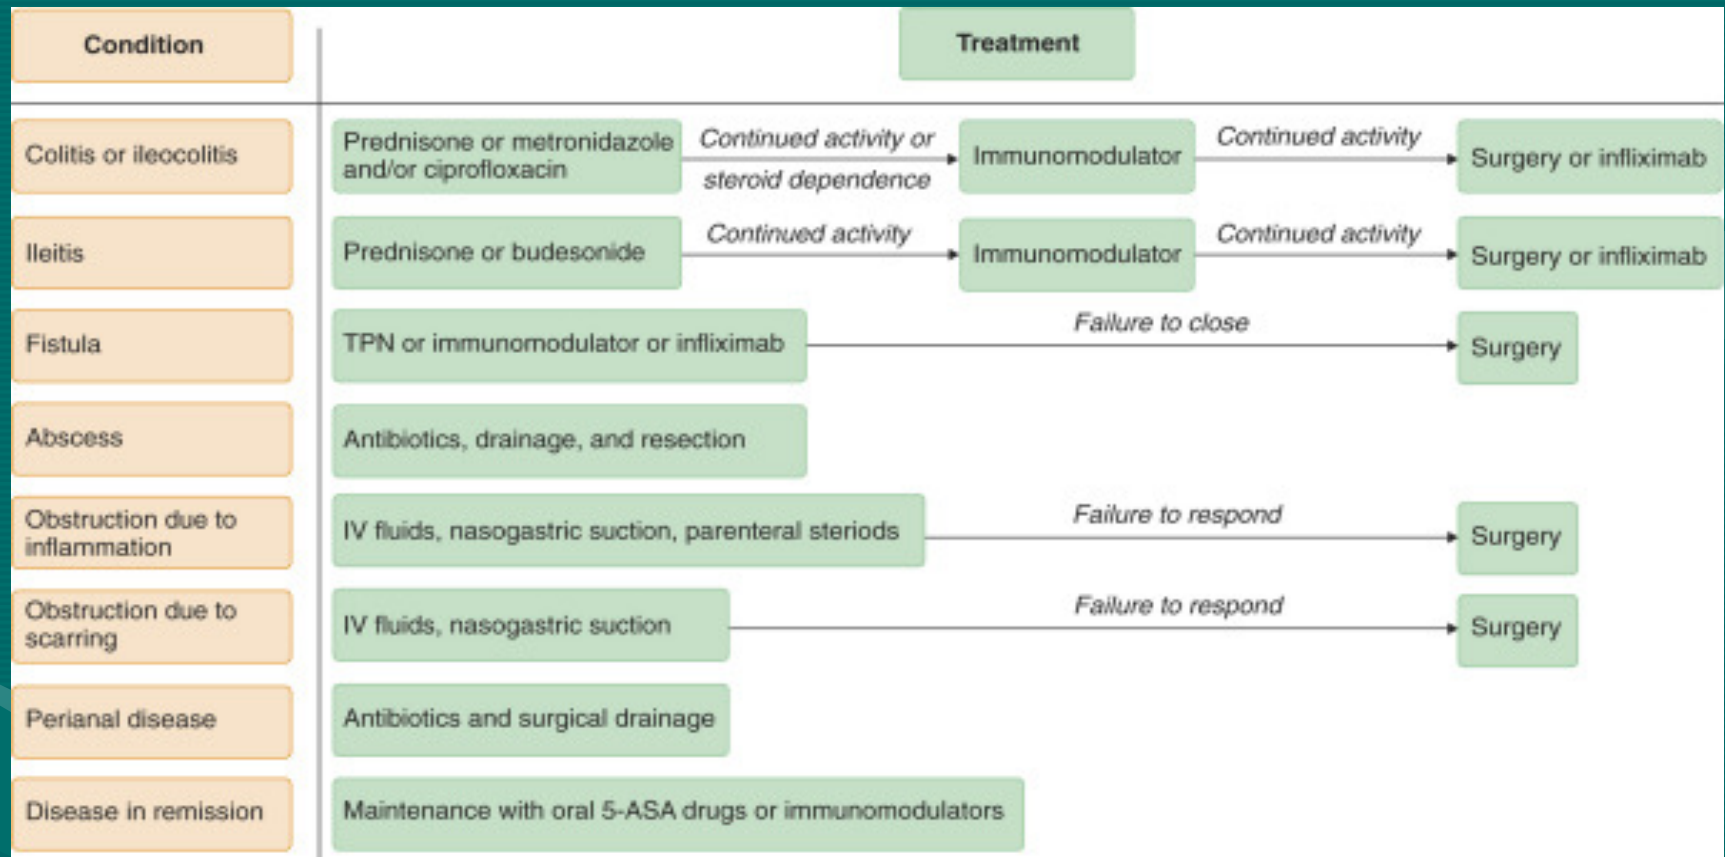 Condition
Treatment
Colitis or ileocolitis
Prednisone or metronidazole
and/or ciprofloxacin
Continued activity or
steroid dependence
Immunomodulator
Continued activity
Surgery or infliximab
Ileitis
Prednisone or budesonide
Continued activity
Immunomodulator
Continued activity
Surgery or infliximab
Fistula
TPN or immunomodulator or infliximab
Failure to close
Surgery
Abscess
Antibiotics, drainage, and resection
Obstruction due to
inflammation
IV fluids, nasogastric suction, parenteral steriods
Failure to respond
Surgery
Obstruction due to
scarring
IV fluids, nasogastric suction
Failure to respond
Surgery
Perianal disease
Antibiotics and surgical drainage
Disease in remission
Maintenance with oral 5-ASA drugs or immunomodulators